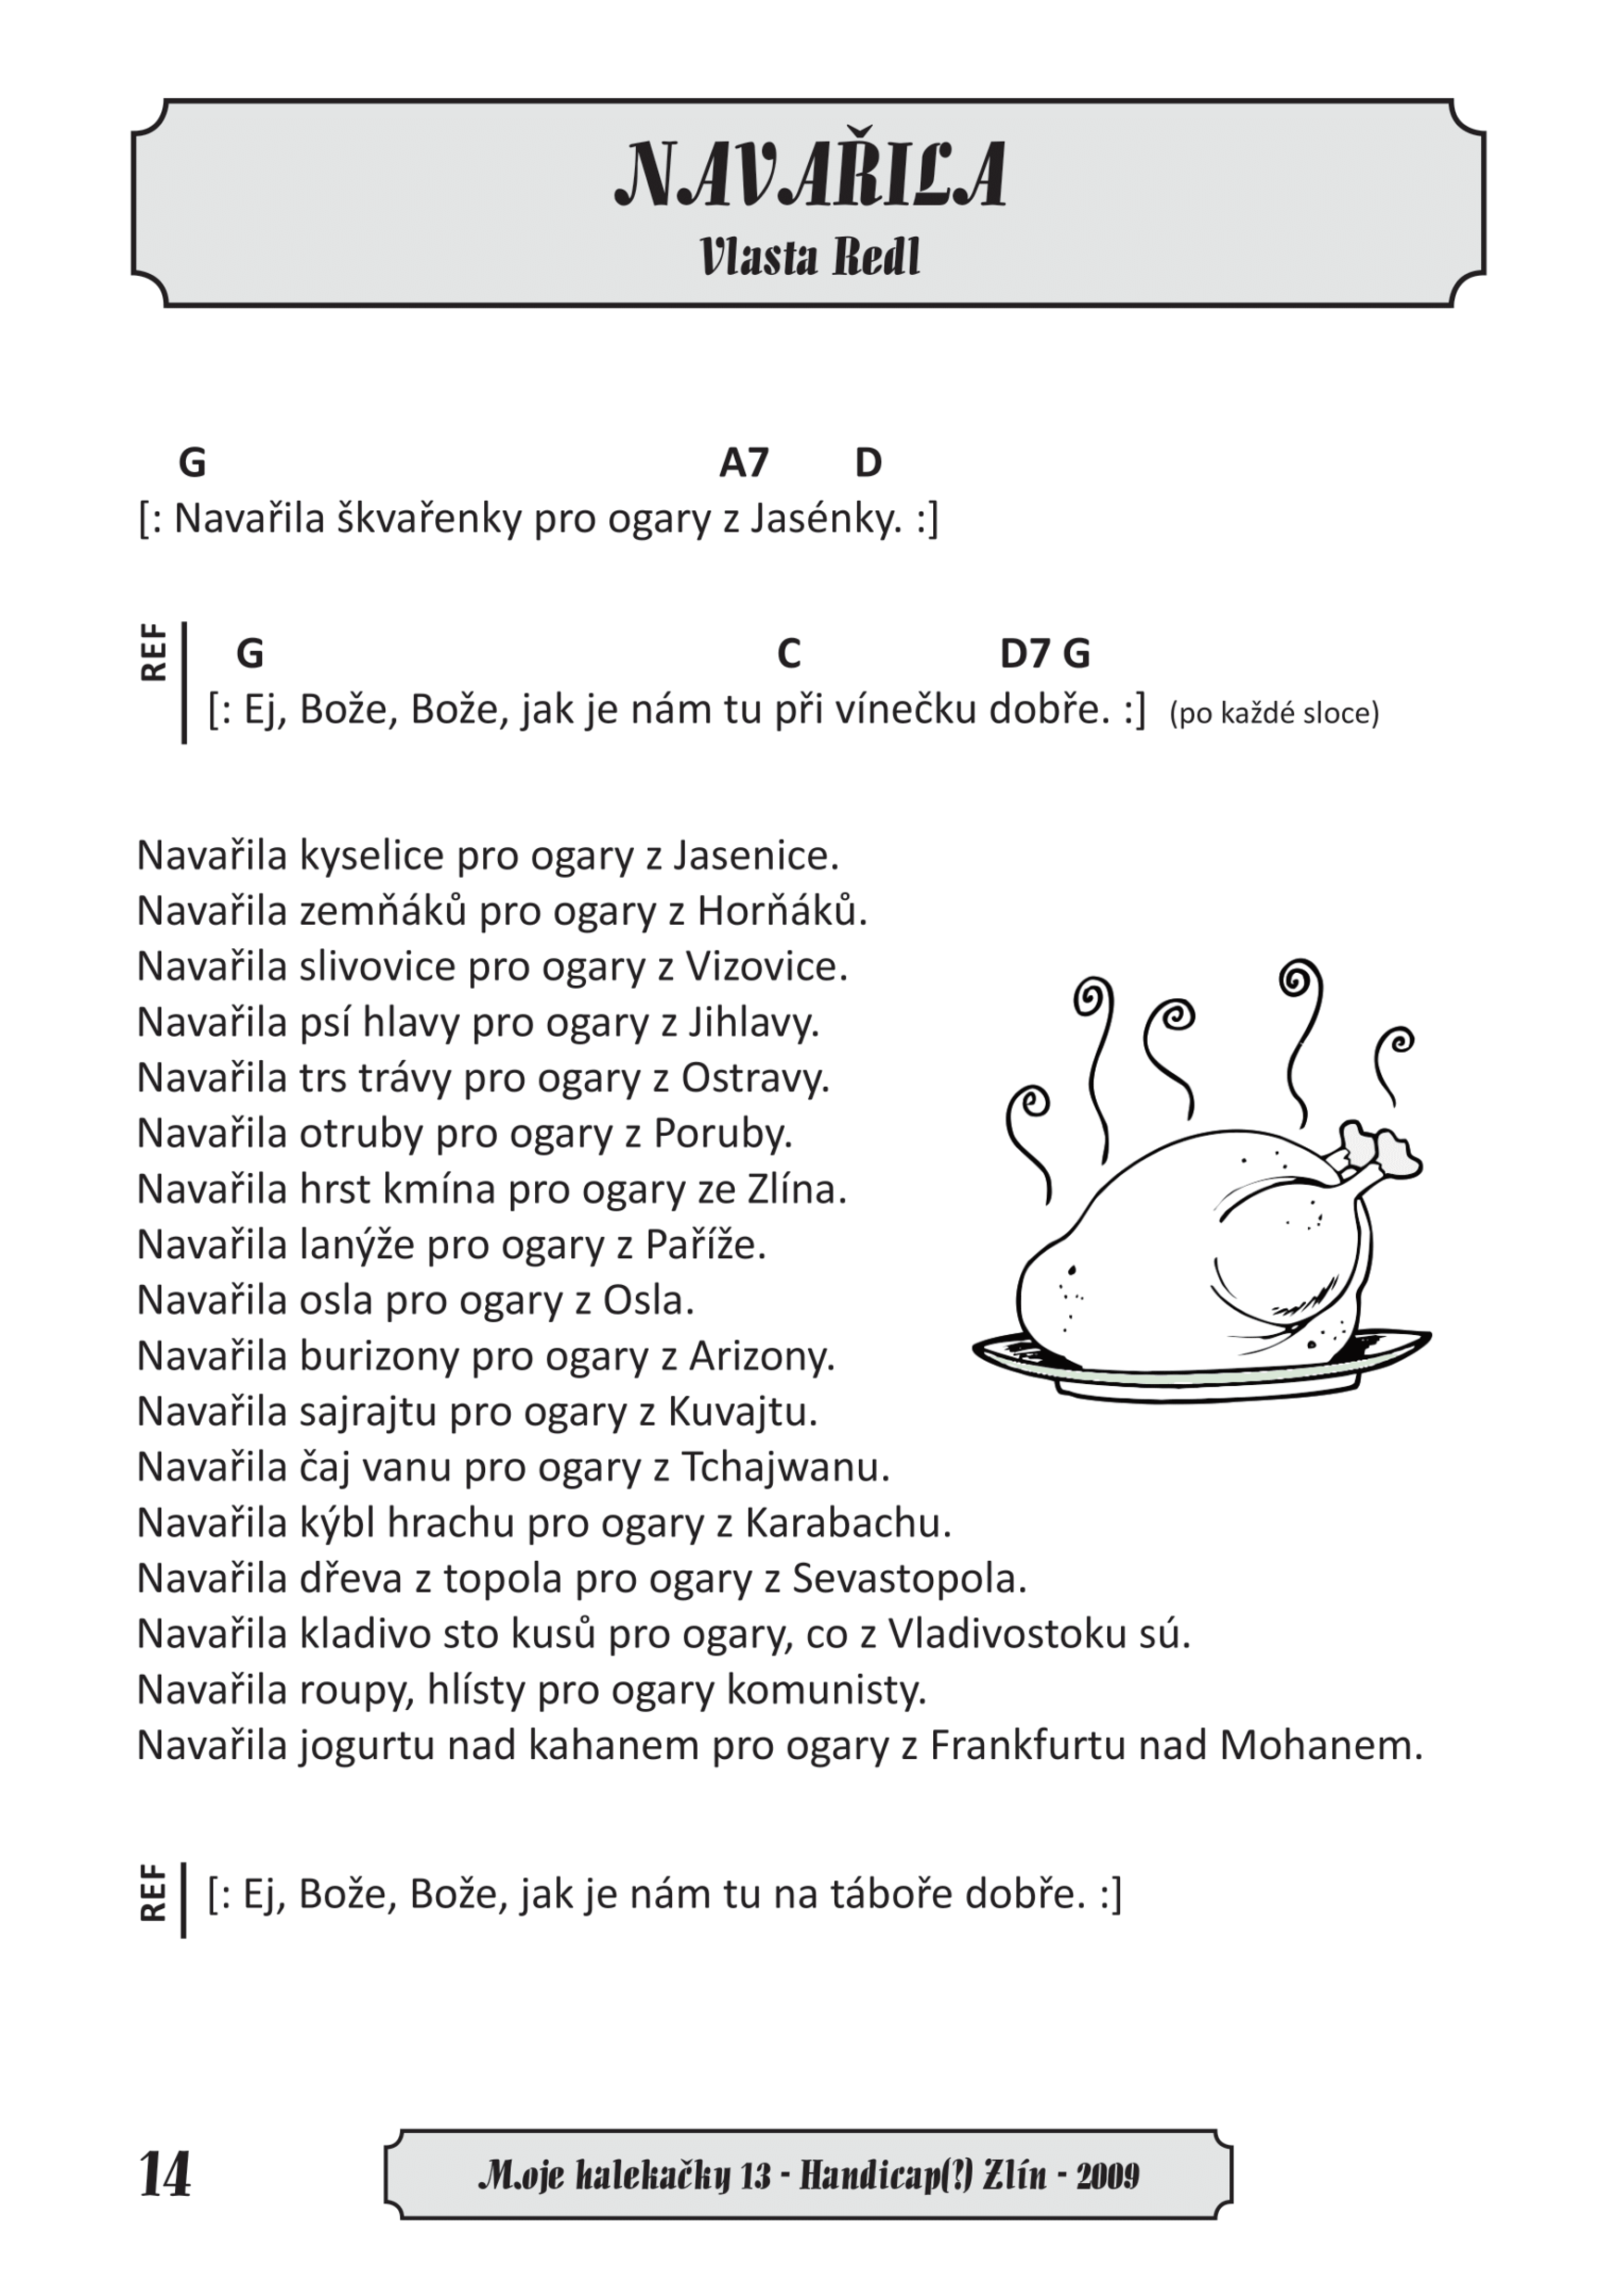 NAVAŘILA
Vlasta Redl
G A7 D
[: Navařila škvařenky pro ogary z Jasénky. :]
REF
G C D7 G
[: Ej, Bože, Bože, jak je nám tu při vínečku dobře. :] (po každé sloce)
Navařila kyselice pro ogary z Jasenice.
Navařila zemňáků pro ogary z Horňáků.
Navařila slivovice pro ogary z Vizovice.
Navařila psí hlavy pro ogary z Jihlavy.
Navařila trs trávy pro ogary z Ostravy.
Navařila otruby pro ogary z Poruby.
Navařila hrst kmína pro ogary ze Zlína.
Navařila lanýže pro ogary z Paříže.
Navařila osla pro ogary z Osla.
Navařila burizony pro ogary z Arizony.
Navařila sajrajtu pro ogary z Kuvajtu.
Navařila čaj vanu pro ogary z Tchajwanu.
Navařila kýbl hrachu pro ogary z Karabachu.
Navařila dřeva z topola pro ogary z Sevastopola.
Navařila kladivo sto kusů pro ogary, co z Vladivostoku sú.
Navařila roupy, hlísty pro ogary komunisty.
Navařila jogurtu nad kahanem pro ogary z Frankfurtu nad Mohanem.
REF
[: Ej, Bože, Bože, jak je nám tu na táboře dobře. :]
14
M.oje halekačky 13 - Handicap(?) Zlín - 2009